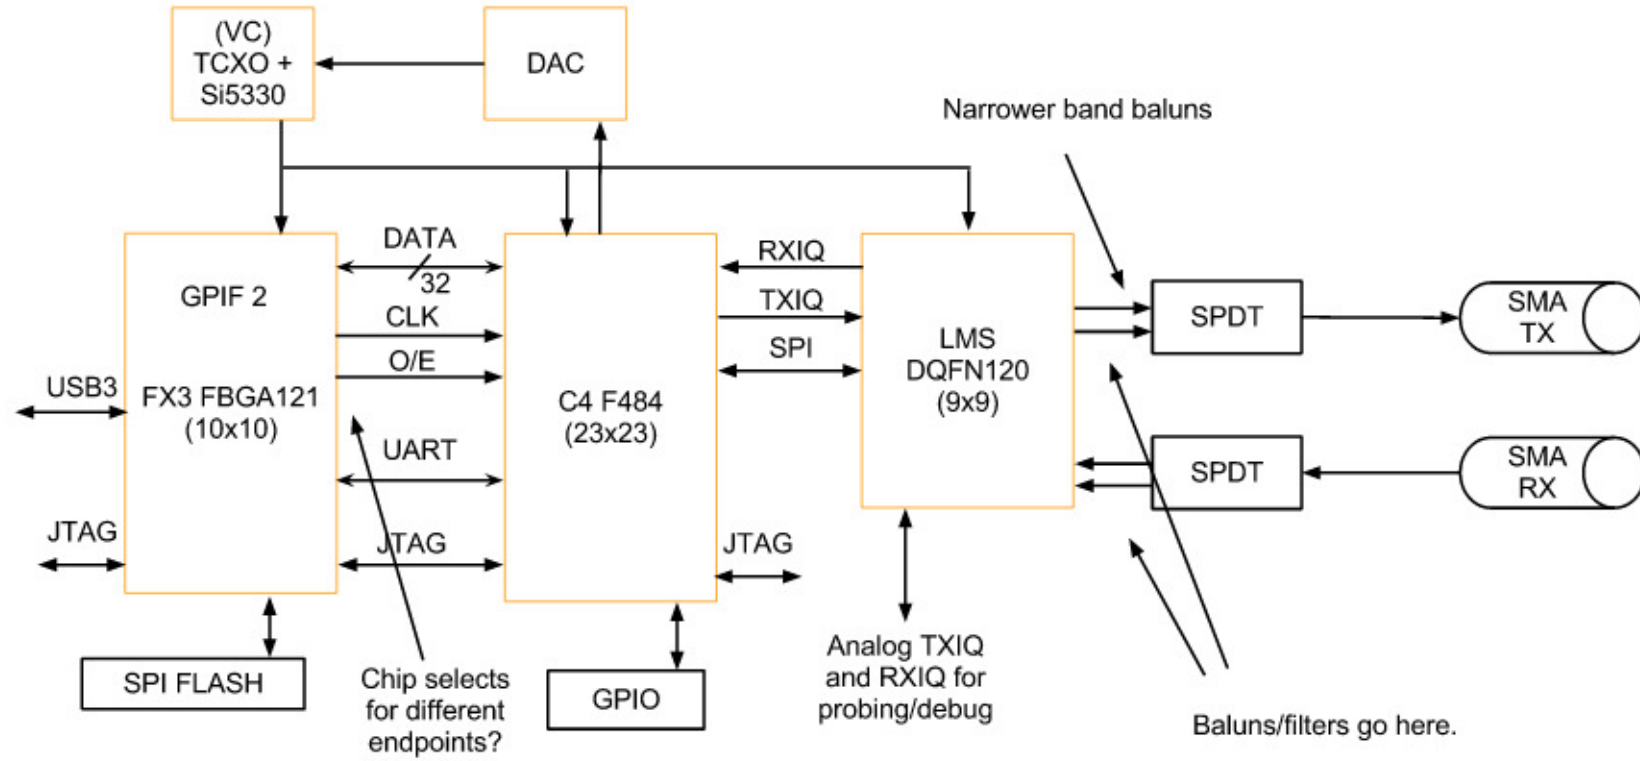 (VC)
TCXO +
Si5330
DAC
Narrower band baluns
DATA
32
GPIF 2
CLK
O/E
USB3
FX3 FBGA121
(10x10)
UART
JTAG
JTAG
SPI FLASH
Chip selects
for different
endpoints?
C4 F484
(23x23)
JTAG
GPIO
RXIQ
TXIQ
SPI
LMS
DQFN120
(9x9)
Analog TXIQ
and RXIQ for
probing/debug
SPDT
SMA
TX
SPDT
SMA
RX
Baluns/filters go here.